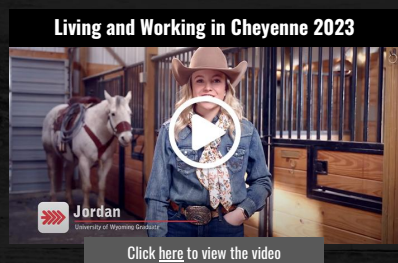 Living and Working in Cheyenne 2023
Jordan
University of Wyoming Graduate
Click here to view the video